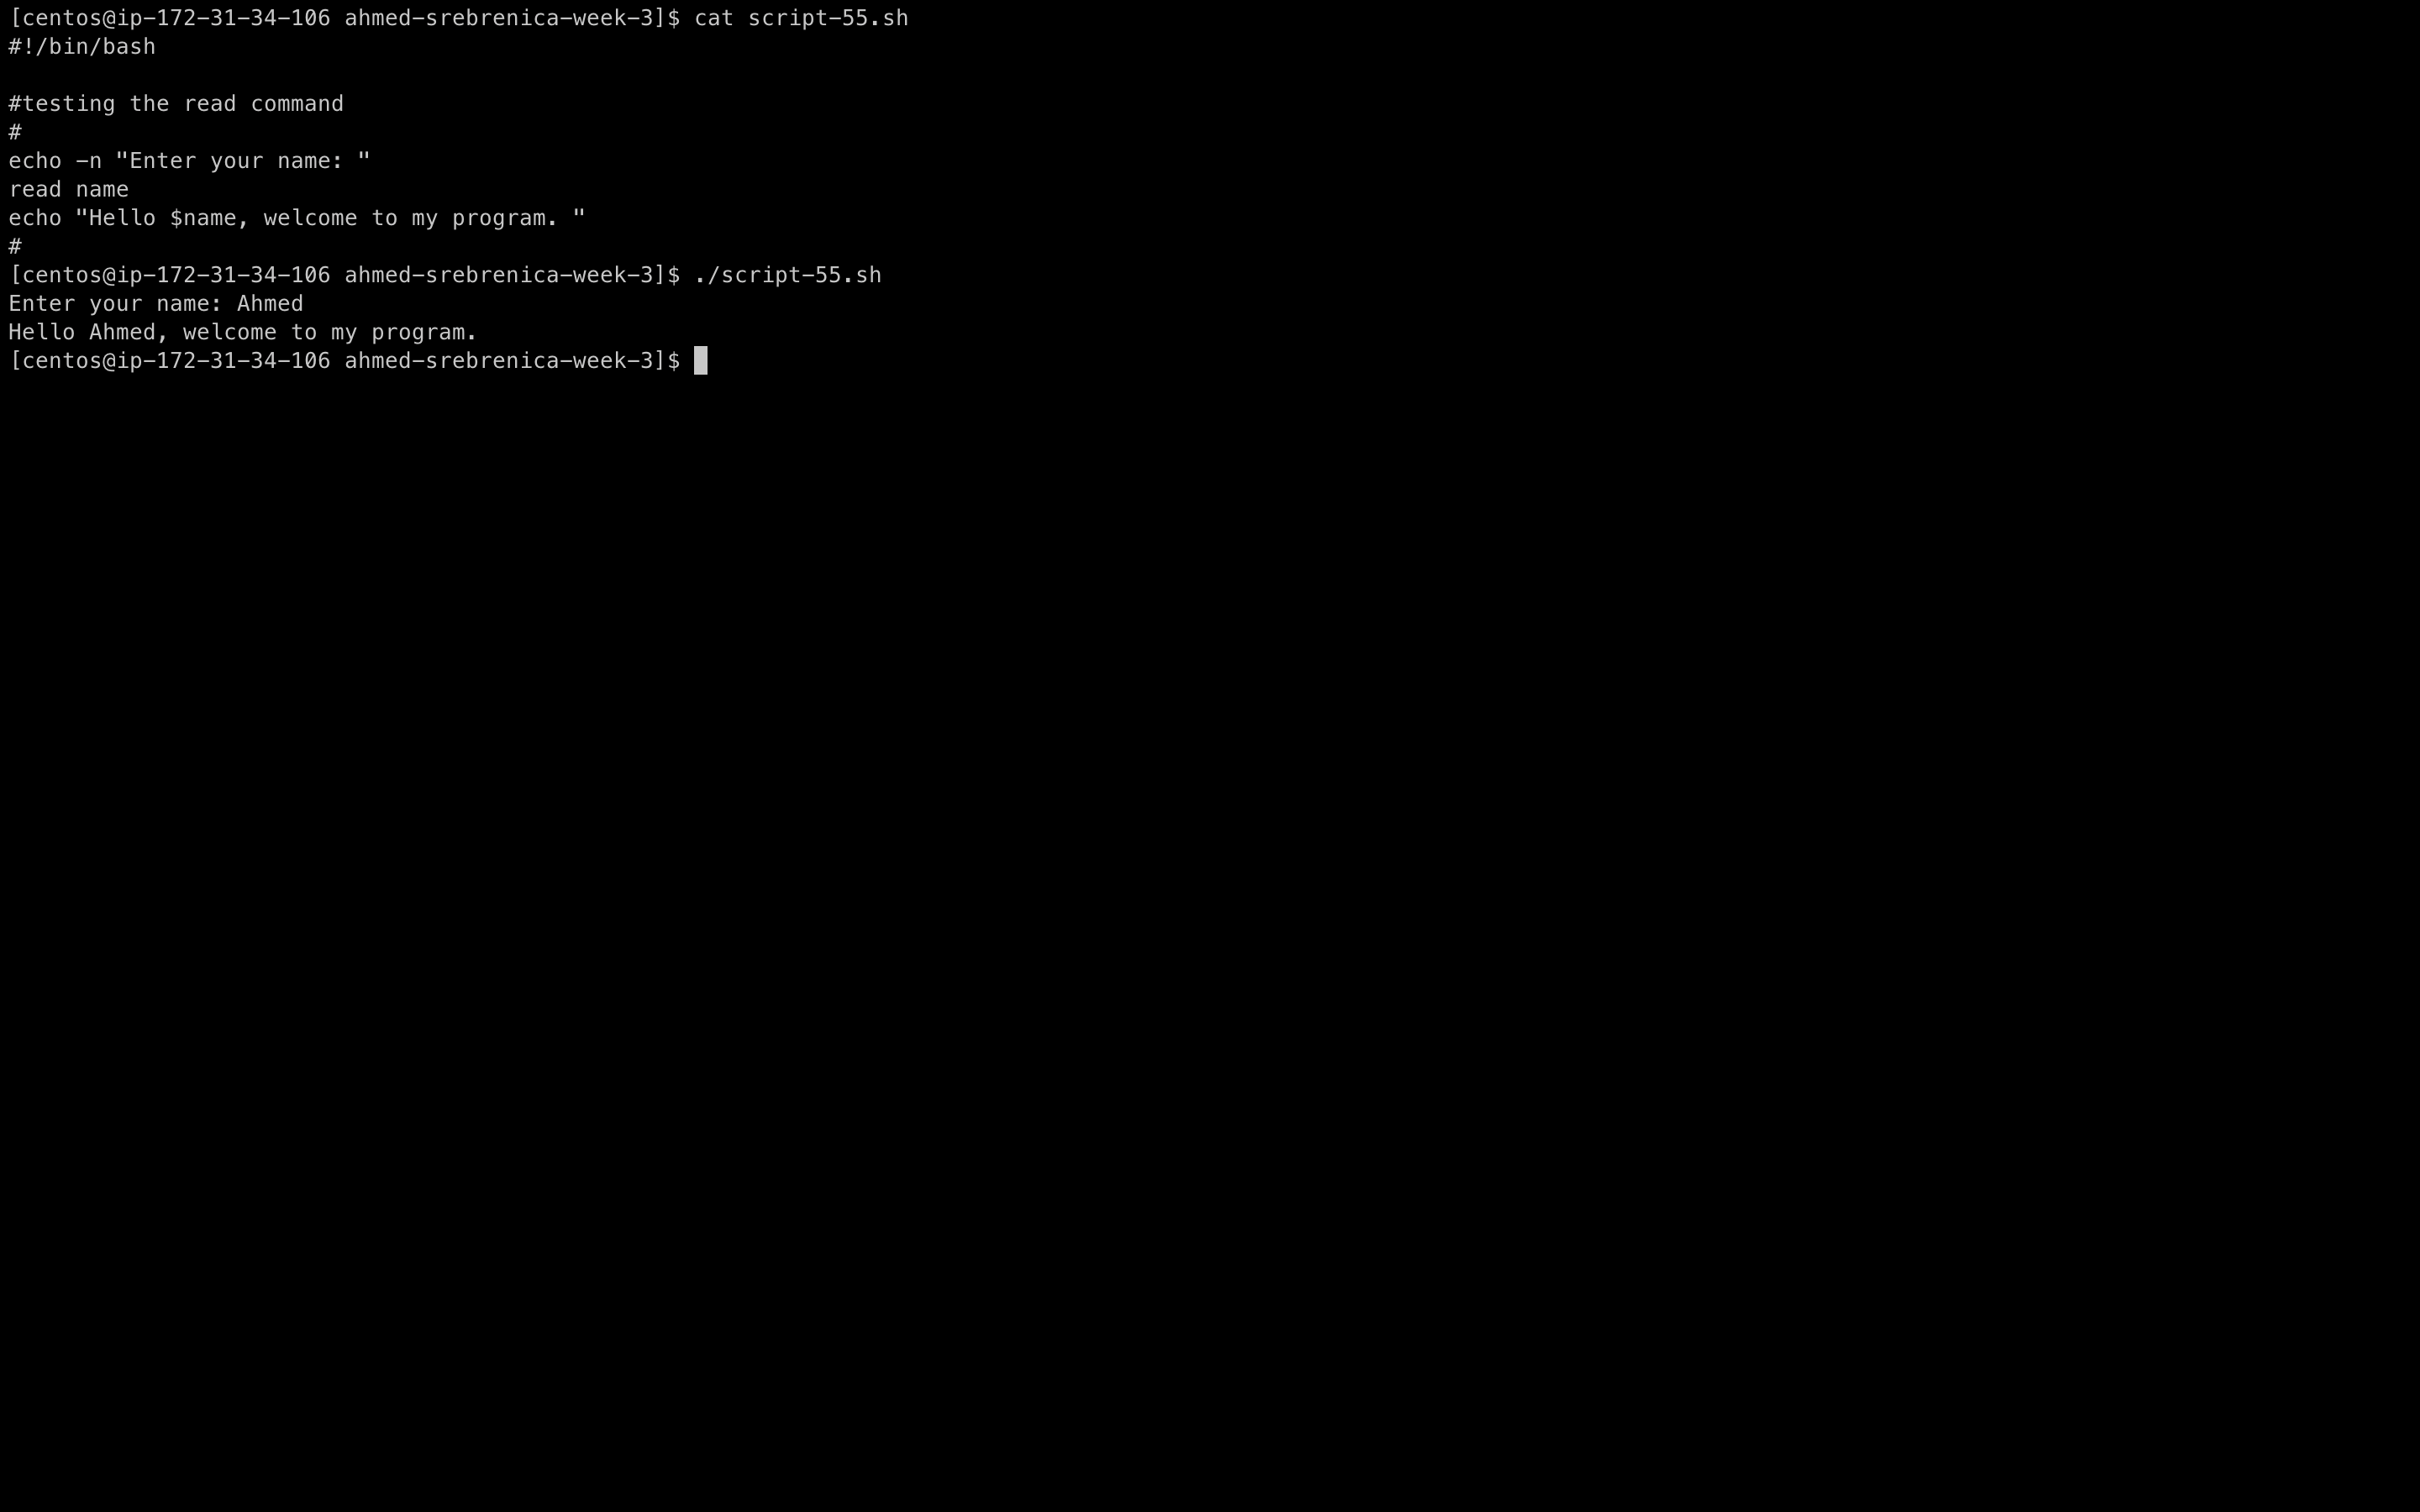 [centos@ip-172-31-34-106 ahmed-srebrenica-week-3]$ cat script-55.sh
#!/bin/bash

#testing the read command
#
echo -n "Enter your name: "
read name
echo "Hello $name, welcome to my program. "
#
[centos@ip-172-31-34-106 ahmed-srebrenica-week-3]$ ./script-55.sh
Enter your name: Ahmed
Hello Ahmed, welcome to my program.
[centos@ip-172-31-34-106 ahmed-srebrenica-week-3]$